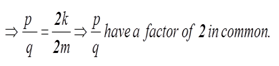 ⇒ p/q = 2k/2m ⇒ p/q have a factor of 2 in common.